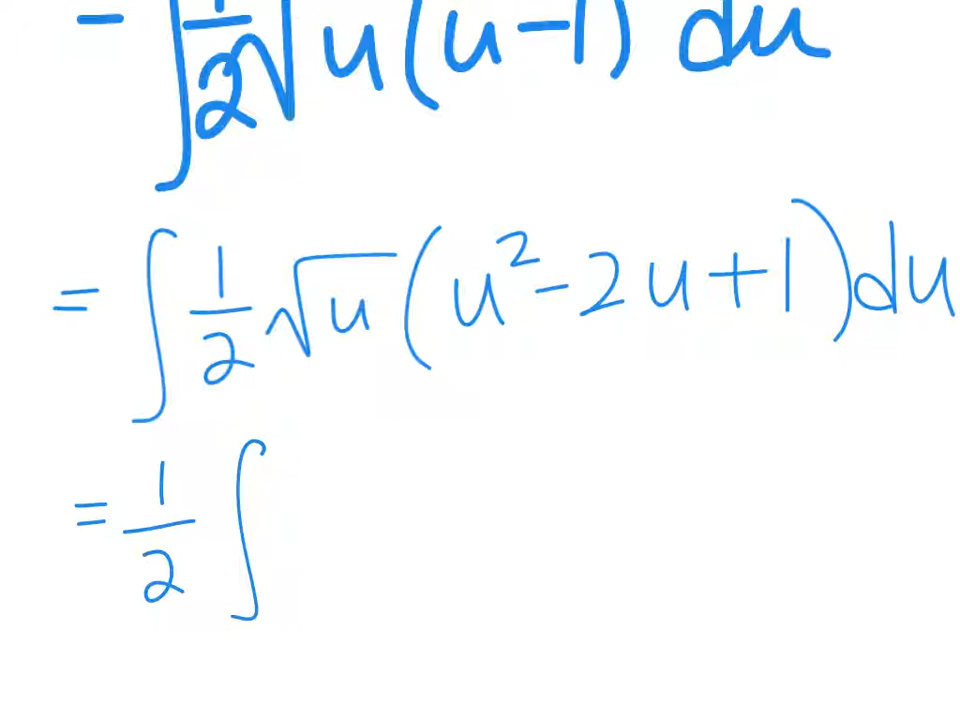 = ∫ 1/2 √u (u-1) du
= ∫ 1/2 √u (u² - 2u + 1) du
= 1/2 ∫